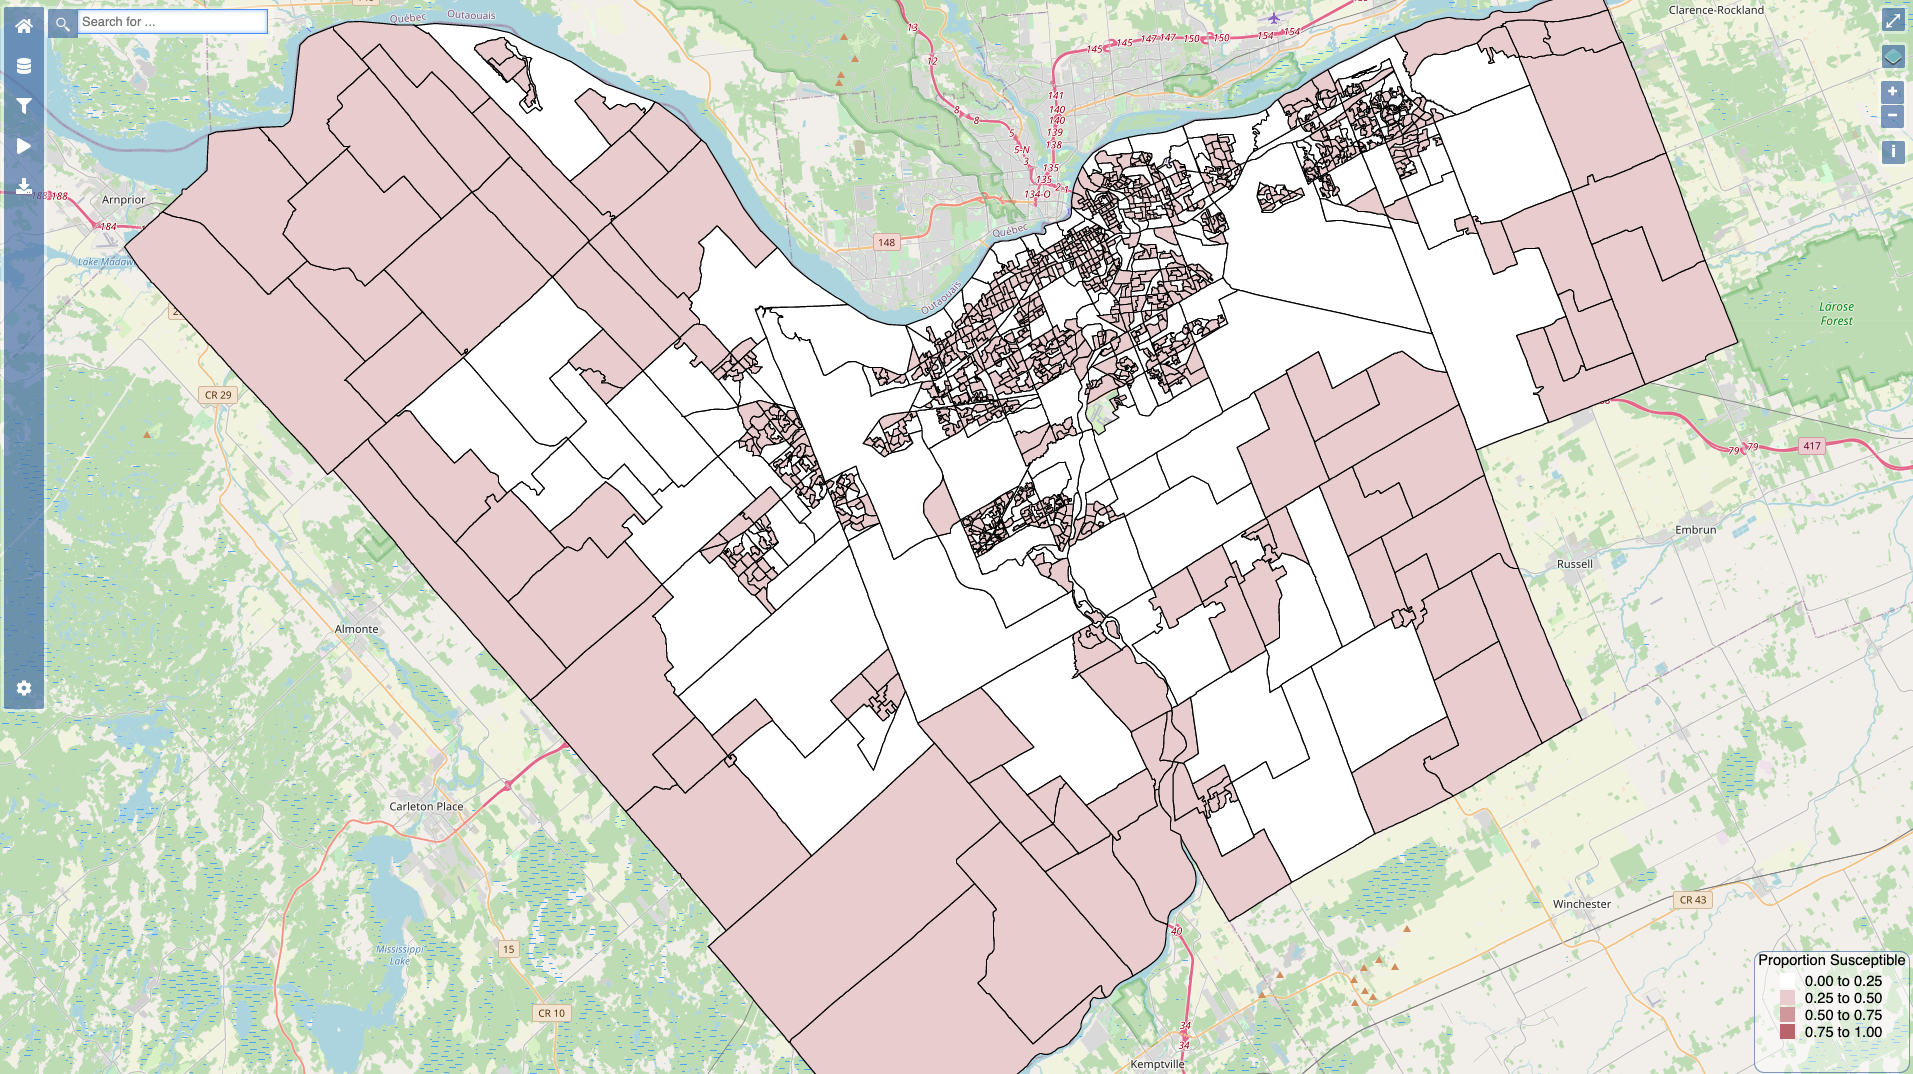 Search for ...
Québec
Outaouais
Clarence-Rockland
13
145
145
147
147
150
150
154
154
12
141
140
140
139
138
8
8
5
5-N
3
135
135
2
1
134-O
188
188
Arnprior
184
Québec
148
Lake Madaw
Outaouais
Larose
Forest
CR 29
79
79
417
Embrun
Russell
Almonte
Carleton Place
Winchester
CR 43
40
Mississippi
Lake
15
CR 10
34
34
Kemptville
Proportion Susceptible
0.00 to 0.25
0.25 to 0.50
0.50 to 0.75
0.75 to 1.00